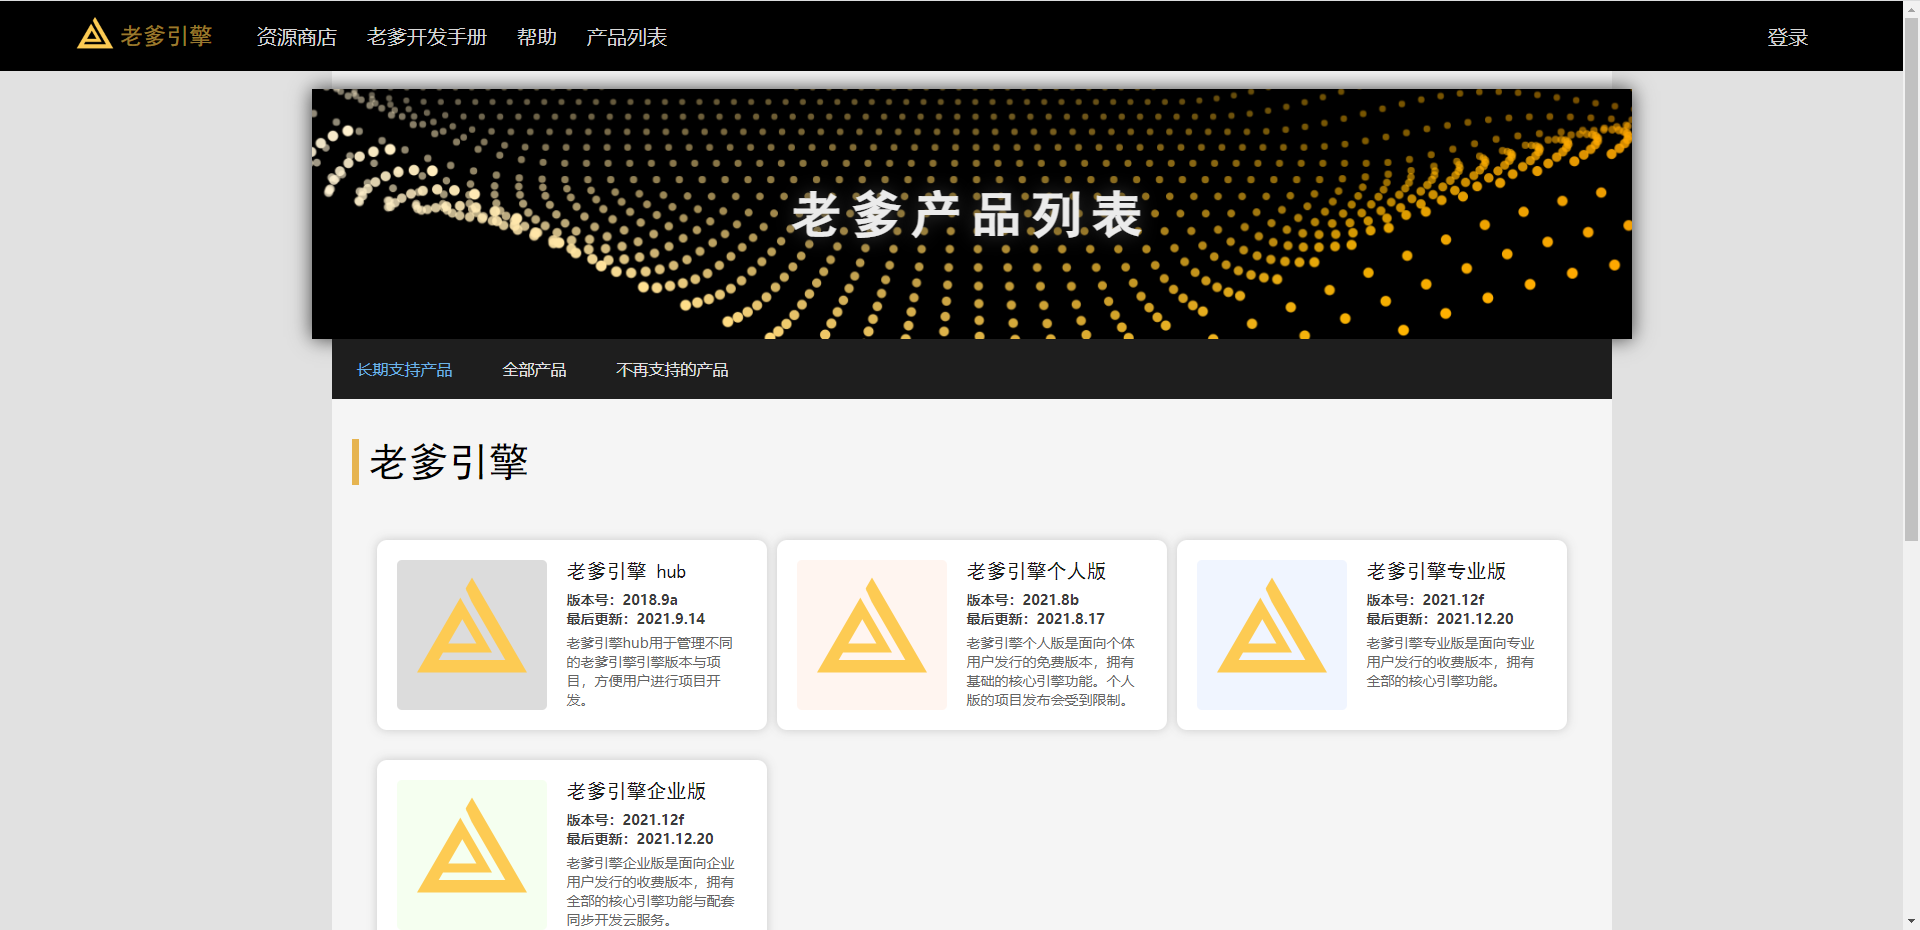 老爹引擎 资源商店 老爹开发手册 帮助 产品列表 登录
老爹产品列表
长期支持产品 全部产品 不再支持的产品
老爹引擎
老爹引擎 hub
版本号：2018.9a
最后更新：2021.9.14
老爹引擎hub用于管理不同
的老爹引擎引擎版本与项
目，方便用户进行项目开
发。
老爹引擎个人版
版本号：2021.8b
最后更新：2021.8.17
老爹引擎个人版是面向个体
用户发行的免费版本，拥有
基础的核心引擎功能。个人
版的项目发布会受到限制。
老爹引擎专业版
版本号：2021.12f
最后更新：2021.12.20
老爹引擎专业版是面向专业
用户发行的收费版本，拥有
全部的核心引擎功能。
老爹引擎企业版
版本号：2021.12f
最后更新：2021.12.20
老爹引擎企业版是面向企业
用户发行的收费版本，拥有
全部的核心引擎功能与配套
同步开发云服务。